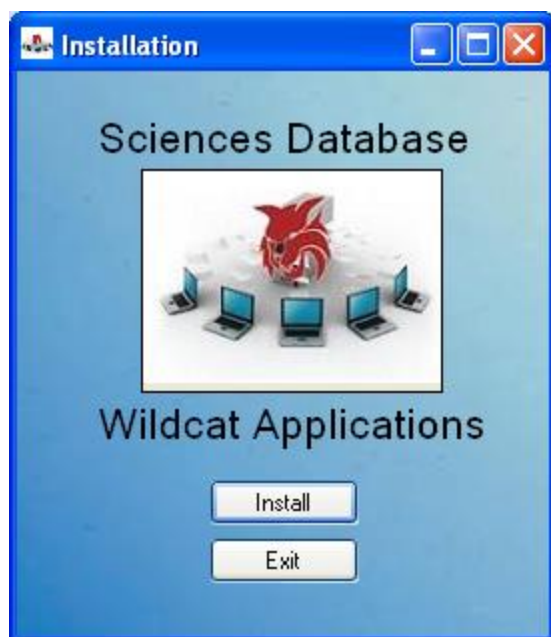 Installation
Sciences Database
Wildcat Applications
Install
Exit